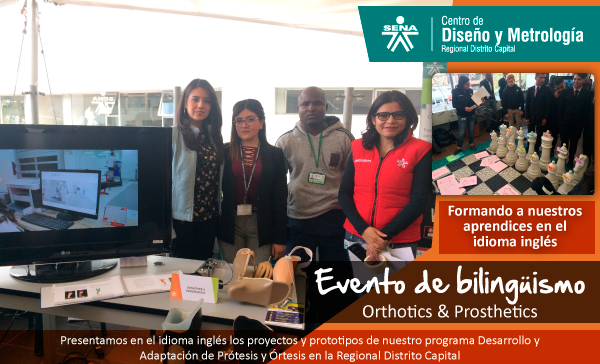 SENA
Centro de
Diseño y Metrología
Regional Distrito Capital
Formando a nuestros
aprendices en el
idioma inglés
Evento de bilingüismo
Orthotics & Prosthetics
Presentamos en el idioma inglés los proyectos y prototipos de nuestro programa Desarrollo y
Adaptación de Prótesis y Órtesis en la Regional Distrito Capital